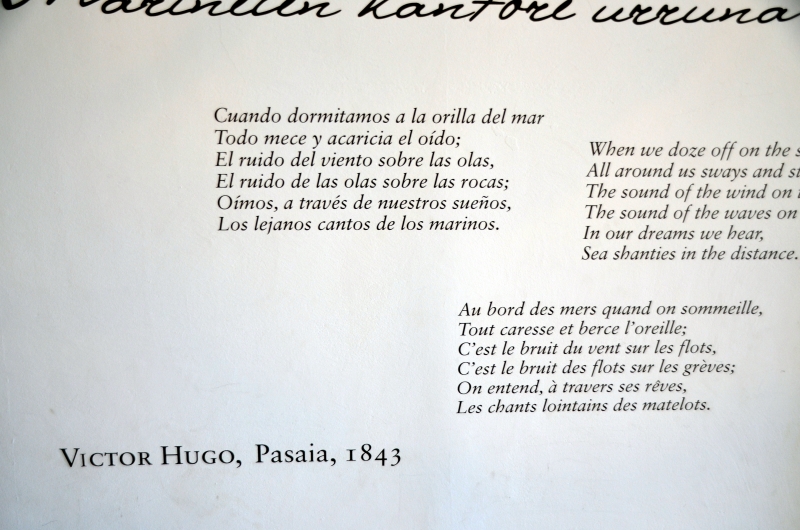 kantore urruna
Cuando dormitamos a la orilla del mar
Todo mece y acaricia el oído;
El ruido del viento sobre las olas,
El ruido de las olas sobre las rocas;
Oímos, a través de nuestros sueños,
Los lejanos cantos de los marinos.
When we doze off on the
All around us sways and
The sound of the wind on
The sound of the waves on
In our dreams we hear,
Sea shanties in the distance.
Au bord des mers quand on sommeille,
Tout caresse et berce l'oreille;
C'est le bruit du vent sur les flots,
C'est le bruit des flots sur les grèves;
On entend, à travers ses rêves,
Les chants lointains des matelots.
VICTOR HUGO, Pasaia, 1843